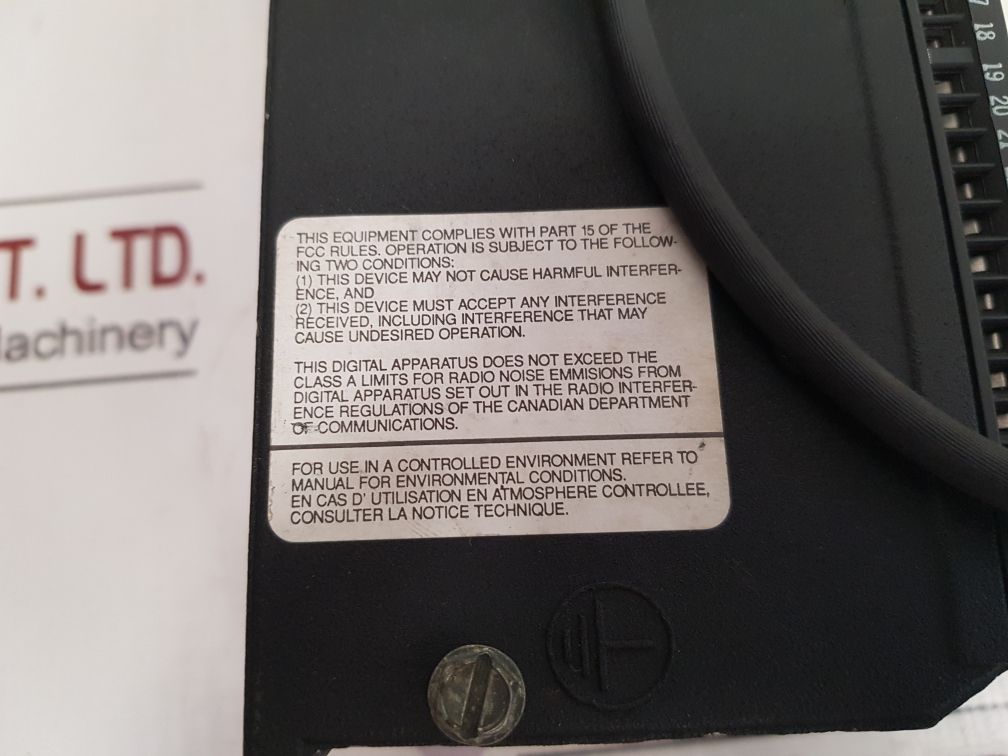 T. LTD.
Machinery
THIS EQUIPMENT COMPLIES WITH PART 15 OF THE
FCC RULES. OPERATION IS SUBJECT TO THE FOLLOW-
ING TWO CONDITIONS:
(1) THIS DEVICE MAY NOT CAUSE HARMFUL INTERFER-
ENCE, AND
(2) THIS DEVICE MUST ACCEPT ANY INTERFERENCE
RECEIVED, INCLUDING INTERFERENCE THAT MAY
CAUSE UNDESIRED OPERATION.
THIS DIGITAL APPARATUS DOES NOT EXCEED THE
CLASS A LIMITS FOR RADIO NOISE EMMISIONS FROM
DIGITAL APPARATUS SET OUT IN THE RADIO INTERFER-
ENCE REGULATIONS OF THE CANADIAN DEPARTMENT
OF COMMUNICATIONS.
FOR USE IN A CONTROLLED ENVIRONMENT REFER TO
MANUAL FOR ENVIRONMENTAL CONDITIONS.
EN CAS D' UTILISATION EN ATMOSPHERE CONTROLLEE,
CONSULTER LA NOTICE TECHNIQUE.
18
19
20